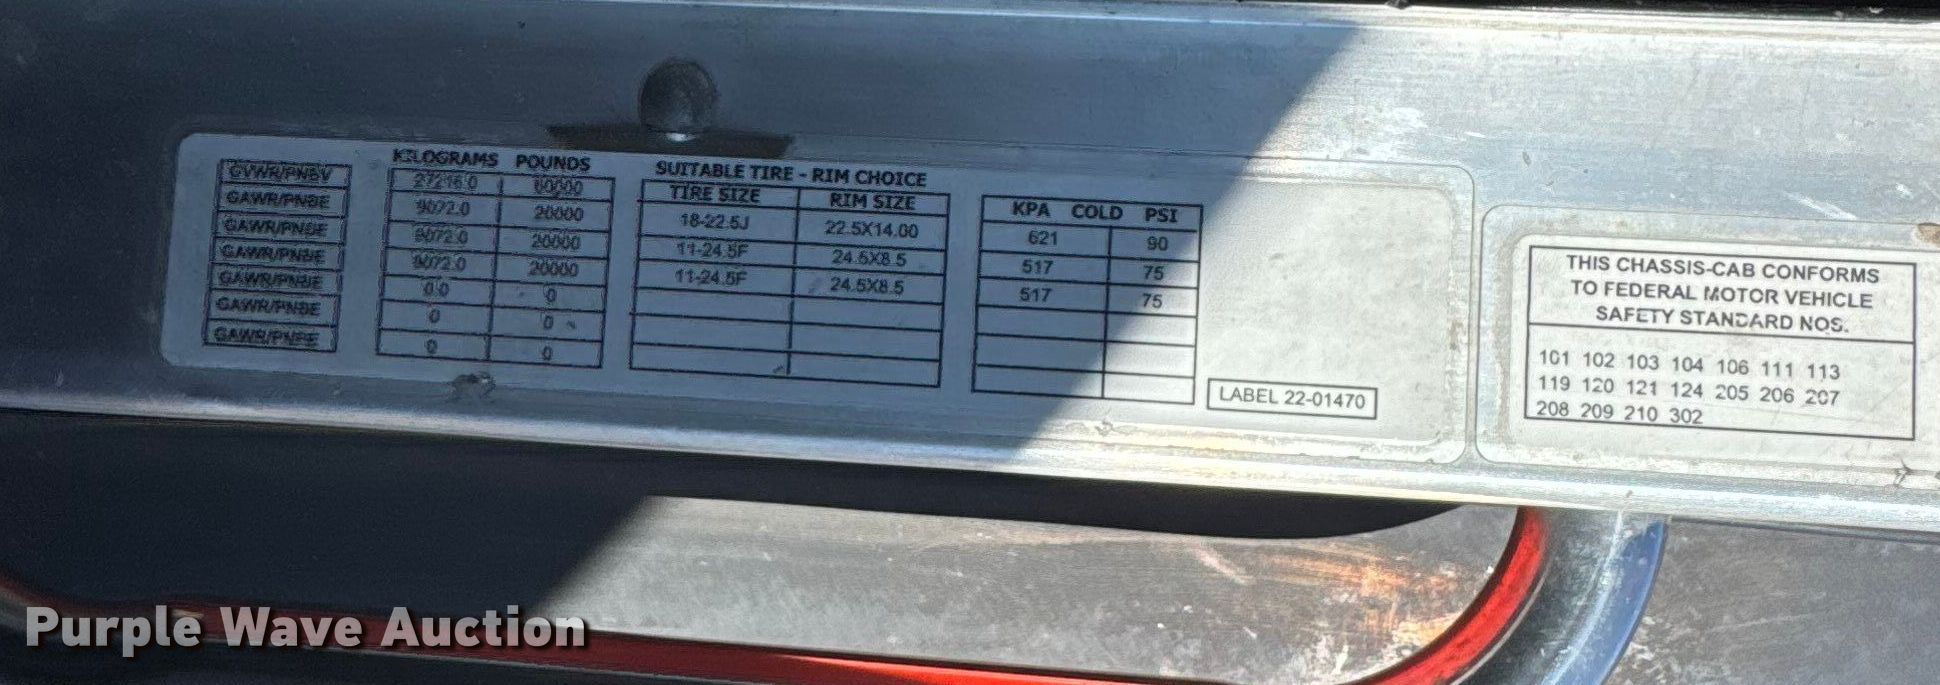 KILOGRAMS POUNDS SUITABLE TIRE - RIM CHOICE
TIRE SIZE RIM SIZE KPA COLD PSI
GVWR/PNBV 27216.0 60000
GAWR/PNBE 9072.0 20000 18-22.5J 22.5X14.00 621 90
GAWR/PNBE 9072.0 20000 11-24.5F 24.5X8.5 517 75
GAWR/PNBE 9072.0 20000 11-24.5F 24.5X8.5 517 75
GAWR/PNBE 0.0 0
GAWR/PNBE 0 0
GAWR/PNBE 0 0
LABEL 22-01470
THIS CHASSIS-CAB CONFORMS
TO FEDERAL MOTOR VEHICLE
SAFETY STANDARD NOS.
101 102 103 104 106 111 113
119 120 121 124 205 206 207
208 209 210 302
Purple Wave Auction